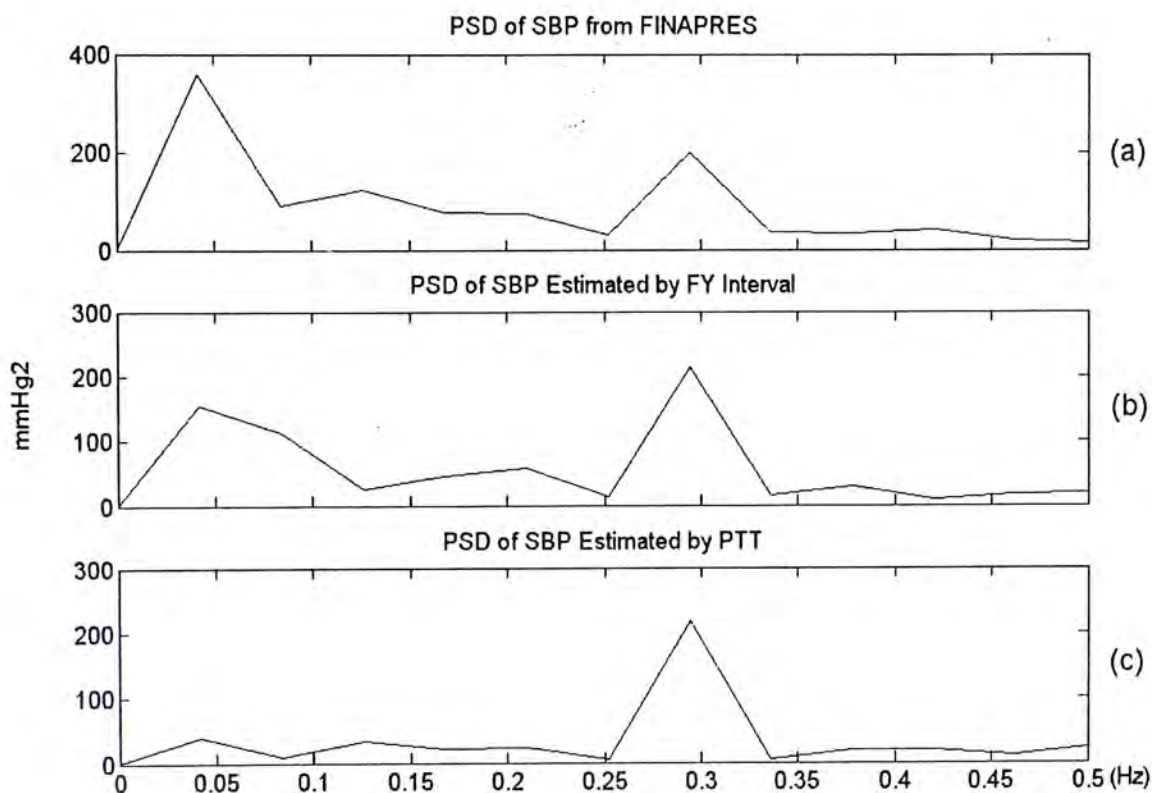 PSD of SBP from FINAPRES
400
200
0
(a)
PSD of SBP Estimated by FY Interval
300
200
100
0
(b)
mmHg2
PSD of SBP Estimated by PTT
300
200
100
0
(c)
0 0.05 0.1 0.15 0.2 0.25 0.3 0.35 0.4 0.45 0.5 (Hz)